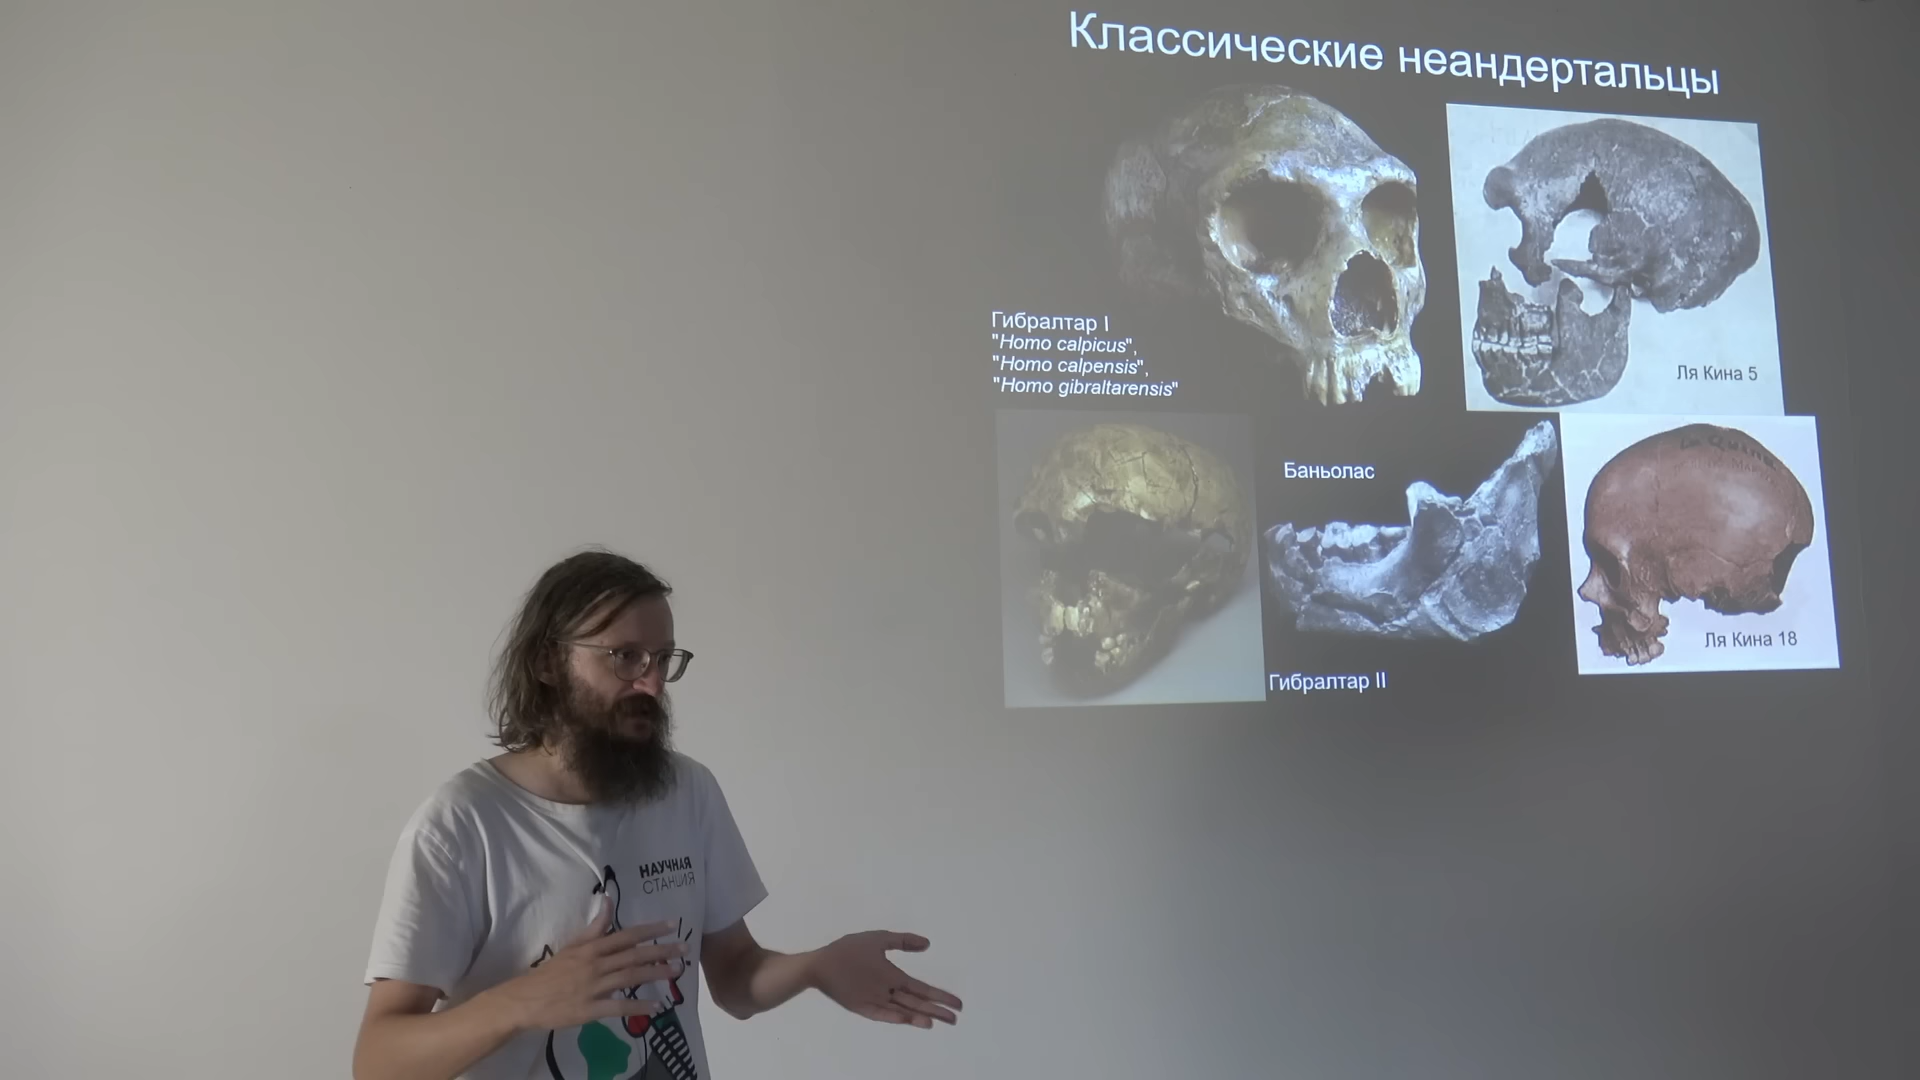 Классические неандертальцы
Гибралтар I
"Homo calpicus",
"Homo calpensis",
"Homo gibraltarensis"
Ля Кина 5
Баньолас
Ля Кина 18
Гибралтар II
НАУЧНАЯ
СТАНЦИЯ